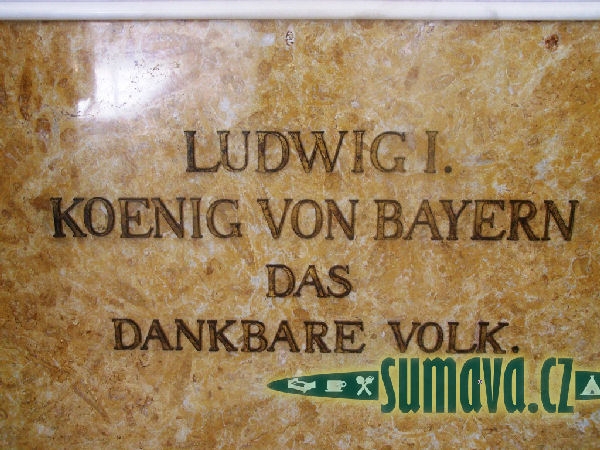 LUDWIG I.
KOENIG VON BAYERN
DAS
DANKBARE VOLK.
sumava.cz